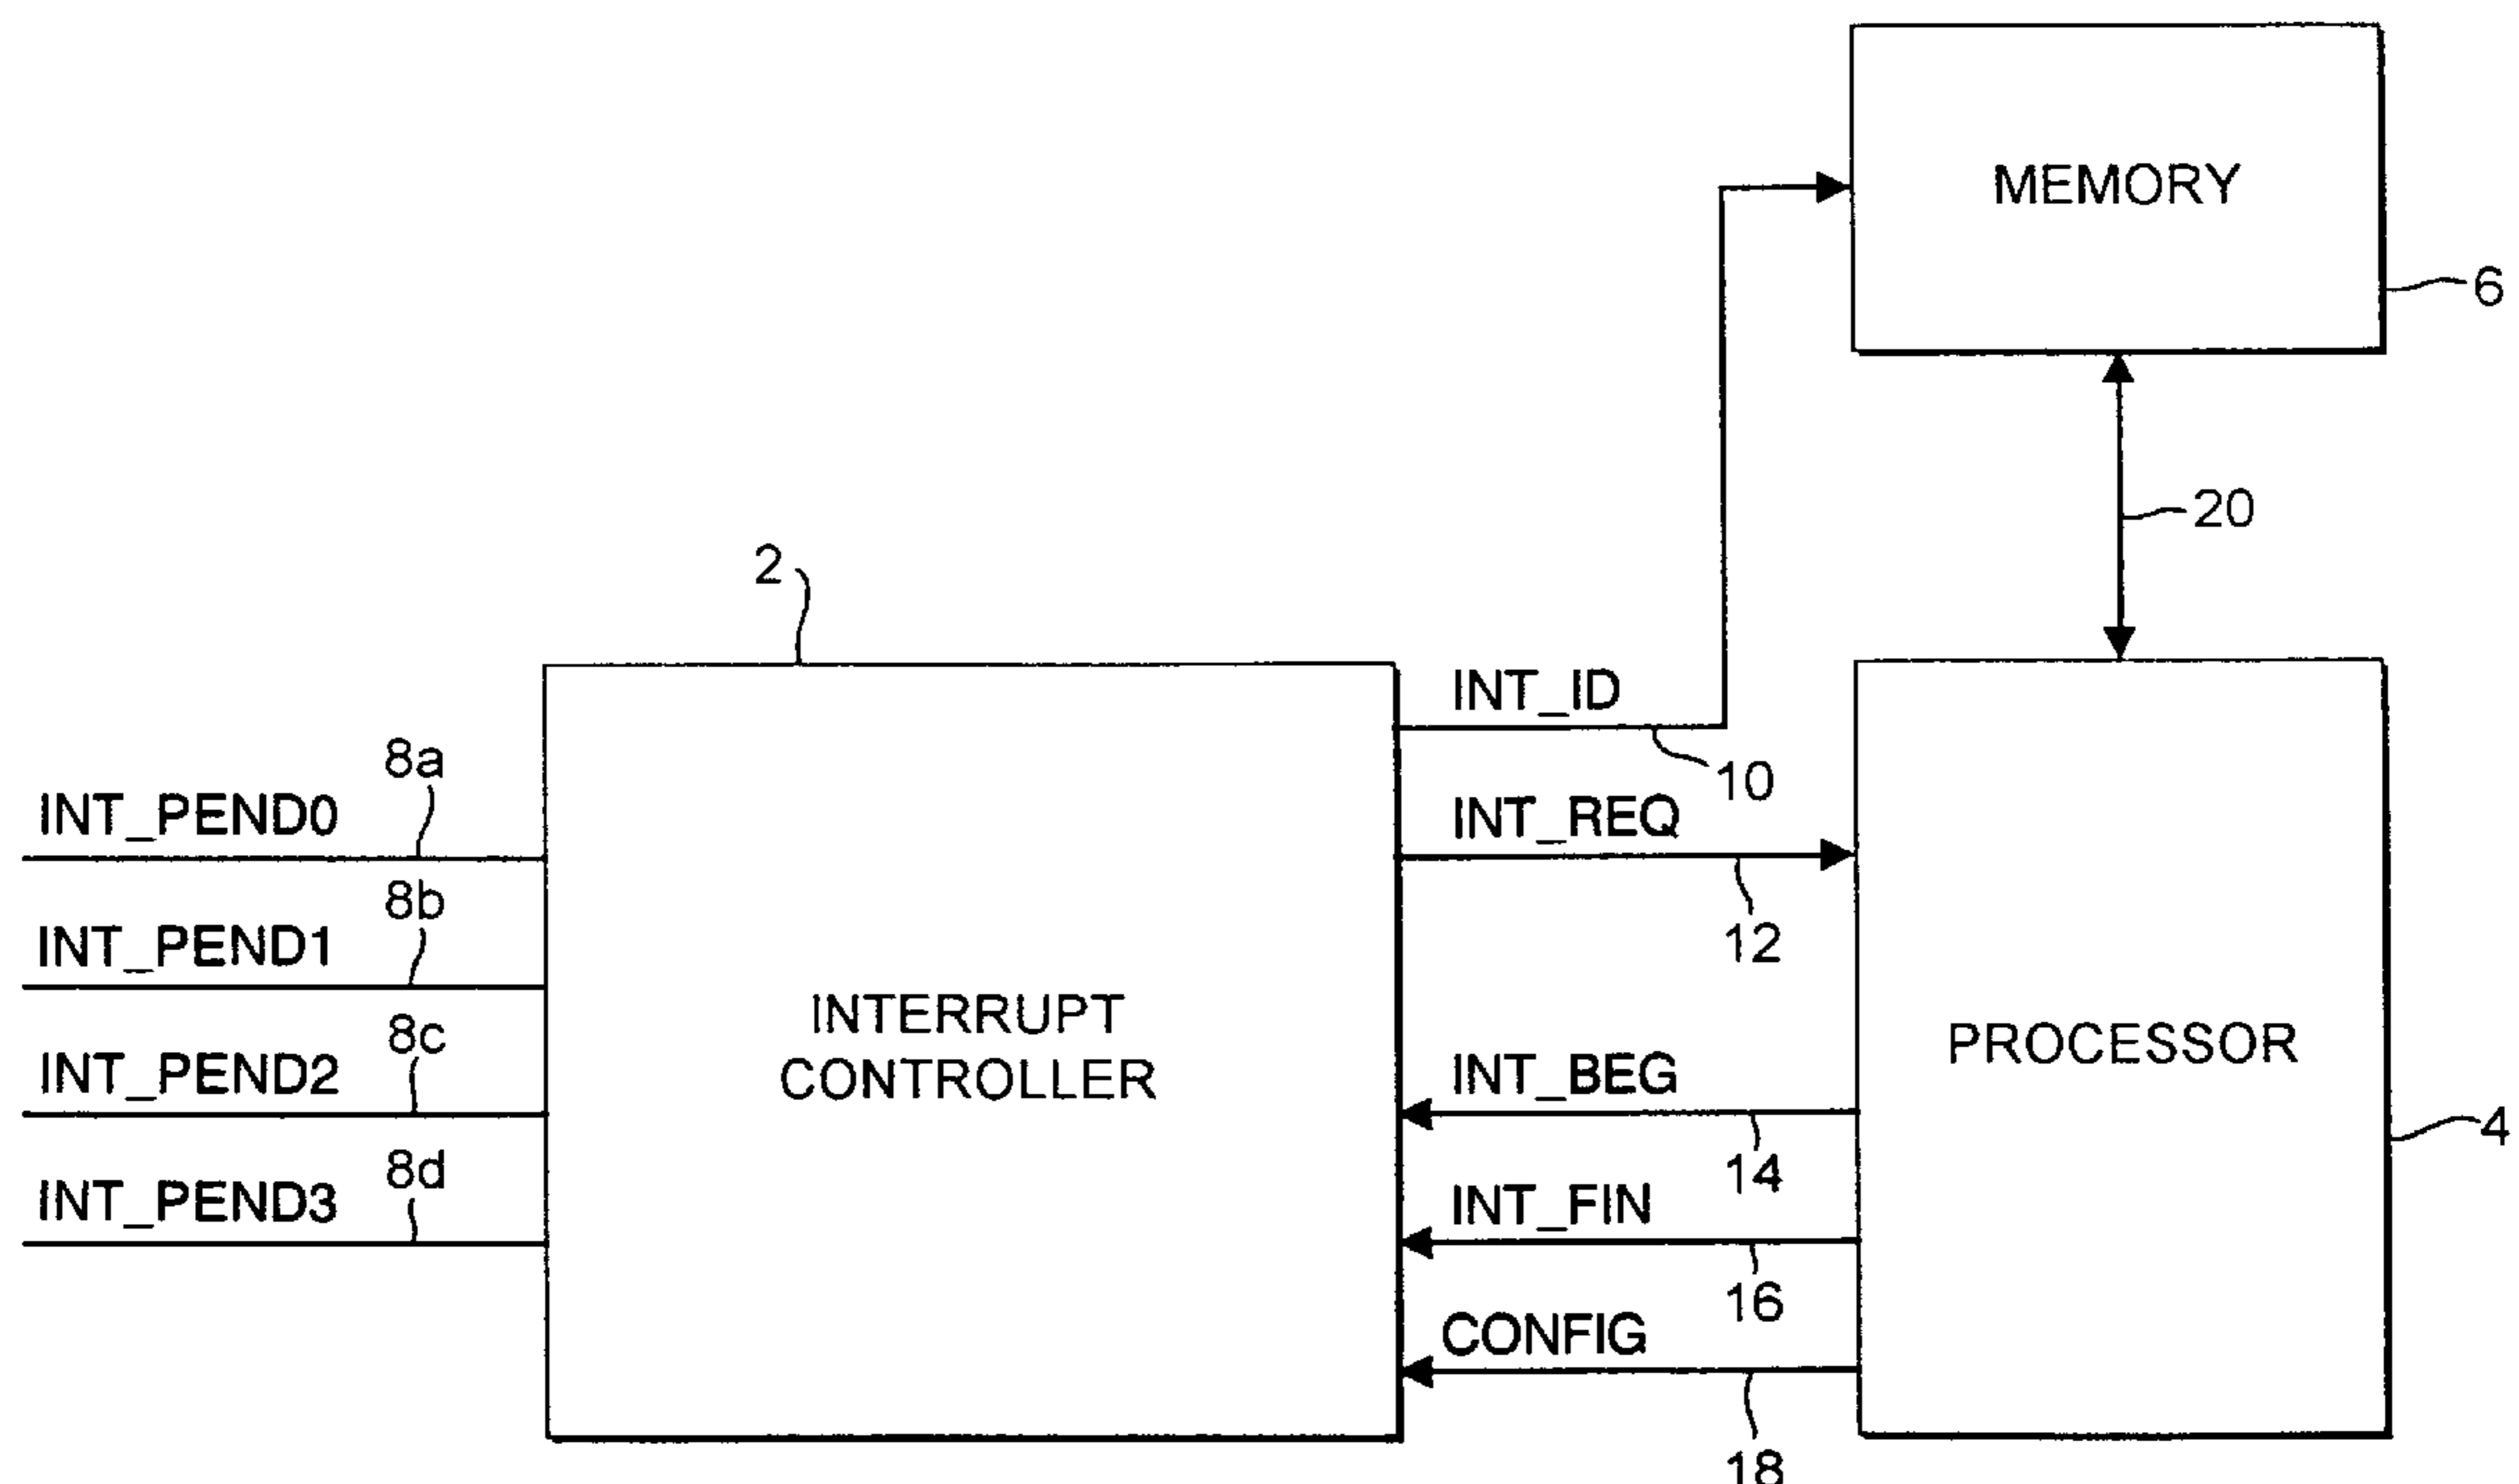 MEMORY
6
20
2
INT_ID
10
8a
INT_PEND0
INT_REQ
12
8b
INT_PEND1
INTERRUPT
CONTROLLER
PROCESSOR
8c
INT_PEND2
INT_BEG
14
4
8d
INT_PEND3
INT_FIN
16
CONFIG
18